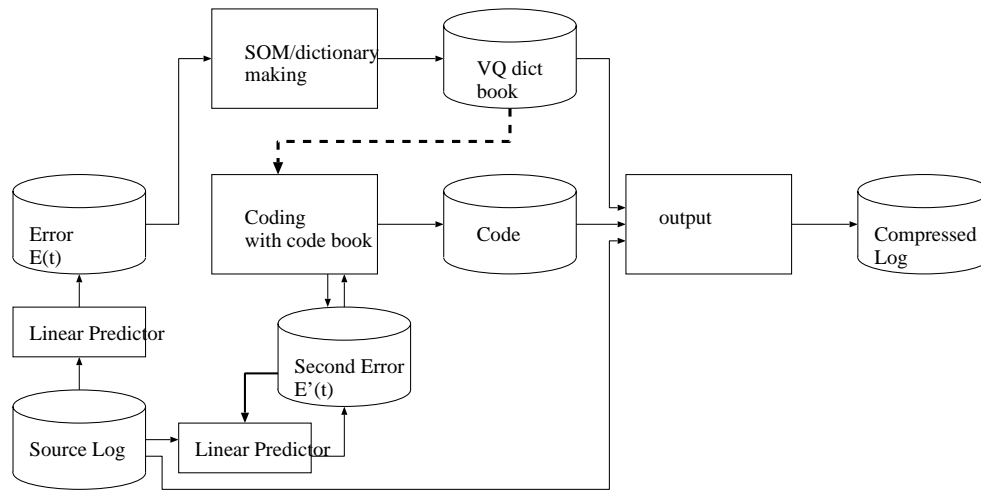 SOM/dictionary
making
VQ dict
book
Error
E(t)
Coding
with code book
Code
output
Compressed
Log
Linear Predictor
Second Error
E'(t)
Source Log
Linear Predictor